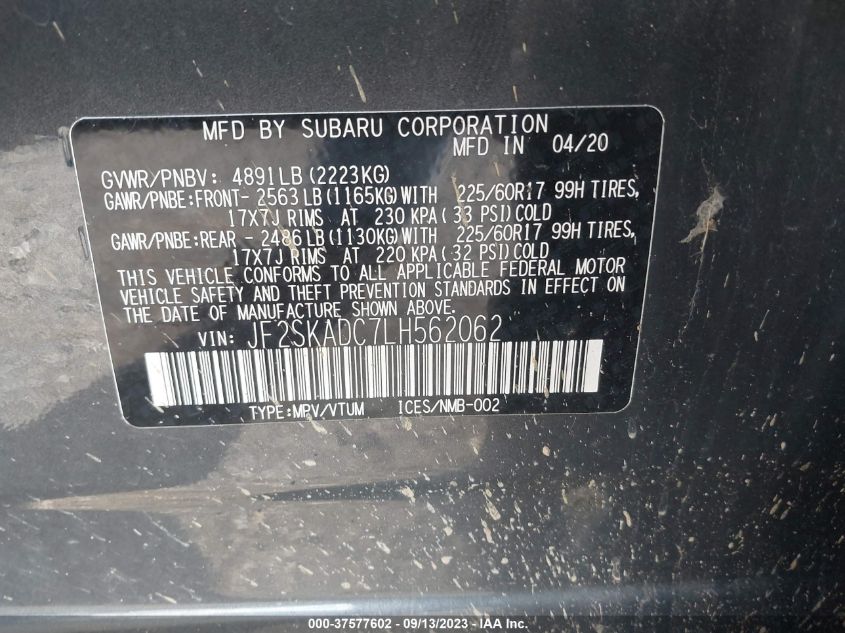 MFD BY SUBARU CORPORATION
MFD IN 04/20
GVWR/PNBV: 4891LB (2223KG)
GAWR/PNBE:FRONT- 2563LB (1165KG)WITH 225/60R17 99H TIRES,
17X7J RIMS AT 230 KPA (33 PSI)COLD
GAWR/PNBE:REAR - 2486LB (1130KG)WITH 225/60R17 99H TIRES,
17X7J RIMS AT 220 KPA (32 PSI)COLD
THIS VEHICLE CONFORMS TO ALL APPLICABLE FEDERAL MOTOR
VEHICLE SAFETY AND THEFT PREVENTION STANDARDS IN EFFECT ON
THE DATE OF MANUFACTURE SHOWN ABOVE.
VIN: JF2SKADC7LH562062
TYPE:MPV/VTUM ICES/NMB-002
000-37577602 - 09/13/2023 - IAA Inc.